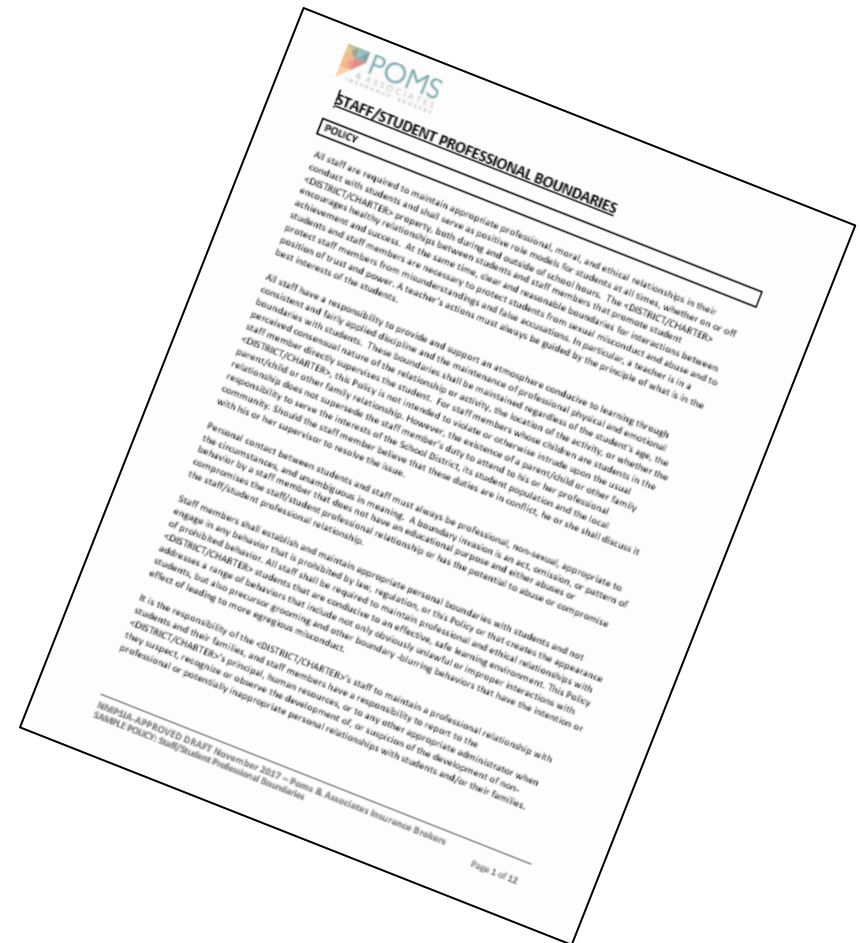 POMS
& ASSOCIATES
INSURANCE BROKERS
STAFF/STUDENT PROFESSIONAL BOUNDARIES
POLICY
All staff are required to maintain appropriate professional, moral, and ethical relationships in their
conduct with students and shall serve as positive role models for students at all times, whether on or off
<DISTRICT/CHARTER> property, both during and outside of school hours. The <DISTRICT/CHARTER>
encourages healthy relationships between students and staff members that promote student
achievement and success. At the same time, clear and reasonable boundaries for interactions between
students and staff members are necessary to protect students from sexual misconduct and abuse and to
protect staff members from misunderstandings and false accusations. In particular, a teacher is in a
position of trust and power. A teacher's actions must always be guided by the principle of what is in the
best interests of the students.
All staff have a responsibility to provide and support an atmosphere conducive to learning through
consistent and fairly applied discipline and the maintenance of professional physical and emotional
boundaries with students. These boundaries shall be maintained regardless of the student's age, the
perceived consensual nature of the relationship or activity, the location of the activity, or whether the
staff member directly supervises the student. For staff members whose children are students in the
<DISTRICT/CHARTER>, this Policy is not intended to violate or otherwise intrude upon the usual
parent/child or other family relationship. However, the existence of a parent/child or other family
relationship does not supersede the staff member's duty to attend to his or her professional
responsibility to serve the interests of the School District, its student population and the local
community. Should the staff member believe that these duties are in conflict, he or she shall discuss it
with his or her supervisor to resolve the issue.
Personal contact between students and staff must always be professional, non-sexual, appropriate to
the circumstances, and unambiguous in meaning. A boundary invasion is an act, omission, or pattern of
behavior by a staff member that does not have an educational purpose and either abuses or
compromises the staff/student professional relationship or has the potential to abuse or compromise
the staff/student professional relationship.
Staff members shall establish and maintain appropriate personal boundaries with students and not
engage in any behavior that is prohibited by law, regulation, or this Policy or that creates the appearance
of prohibited behavior. All staff shall be required to maintain professional and ethical relationships with
<DISTRICT/CHARTER> students that are conducive to an effective, safe learning environment. This Policy
addresses a range of behaviors that include not only obviously unlawful or improper interactions with
students, but also precursor grooming and other boundary -blurring behaviors that have the intention or
effect of leading to more egregious misconduct.
It is the responsibility of the <DISTRICT/CHARTER>'s staff to maintain a professional relationship with
students and their families, and staff members have a responsibility to report to the
<DISTRICT/CHARTER>'s principal, human resources, or to any other appropriate administrator when
they suspect, recognize or observe the development of, or suspicion of the development of non-
professional or potentially inappropriate personal relationships with students and/or their families.
NMPSIA-APPROVED DRAFT November 2017 – Poms & Associates Insurance Brokers
SAMPLE POLICY: Staff/Student Professional Boundaries
Page 1 of 12